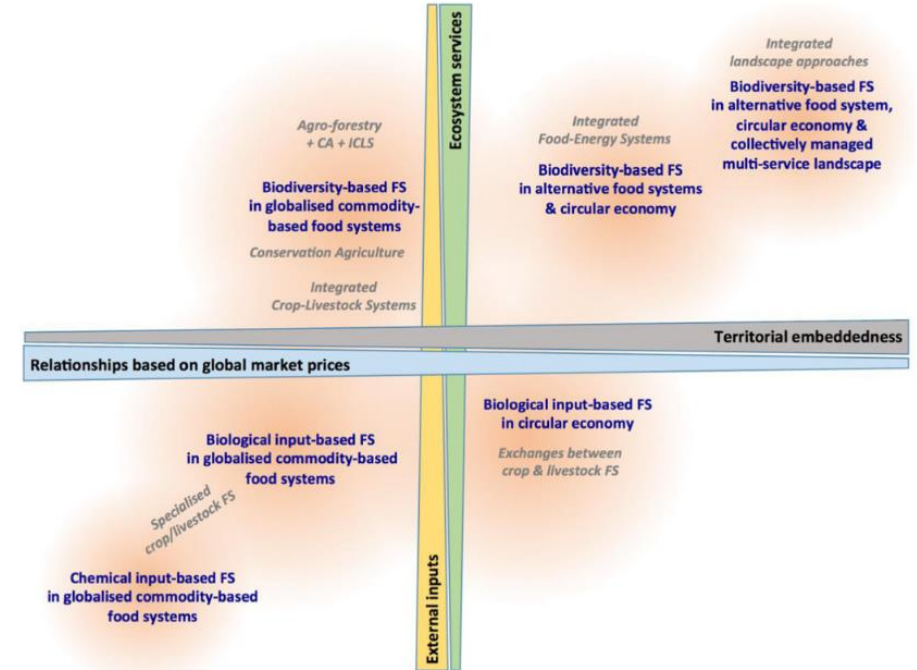 Ecosystem services
Integrated
landscape approaches
Biodiversity-based FS
in alternative food system,
circular economy &
collectively managed
multi-service landscape
Agro-forestry
+ CA + ICLS
Biodiversity-based FS
in globalised commodity-
based food systems
Conservation Agriculture
Integrated
Crop-Livestock Systems
Integrated
Food-Energy Systems
Biodiversity-based FS
in alternative food systems
& circular economy
Territorial embeddedness
Relationships based on global market prices
Biological input-based FS
in globalised commodity-based
food systems
Specialised
crop/livestock FS
Chemical input-based FS
in globalised commodity-based
food systems
Biological input-based FS
in circular economy
Exchanges between
crop & livestock FS
External inputs